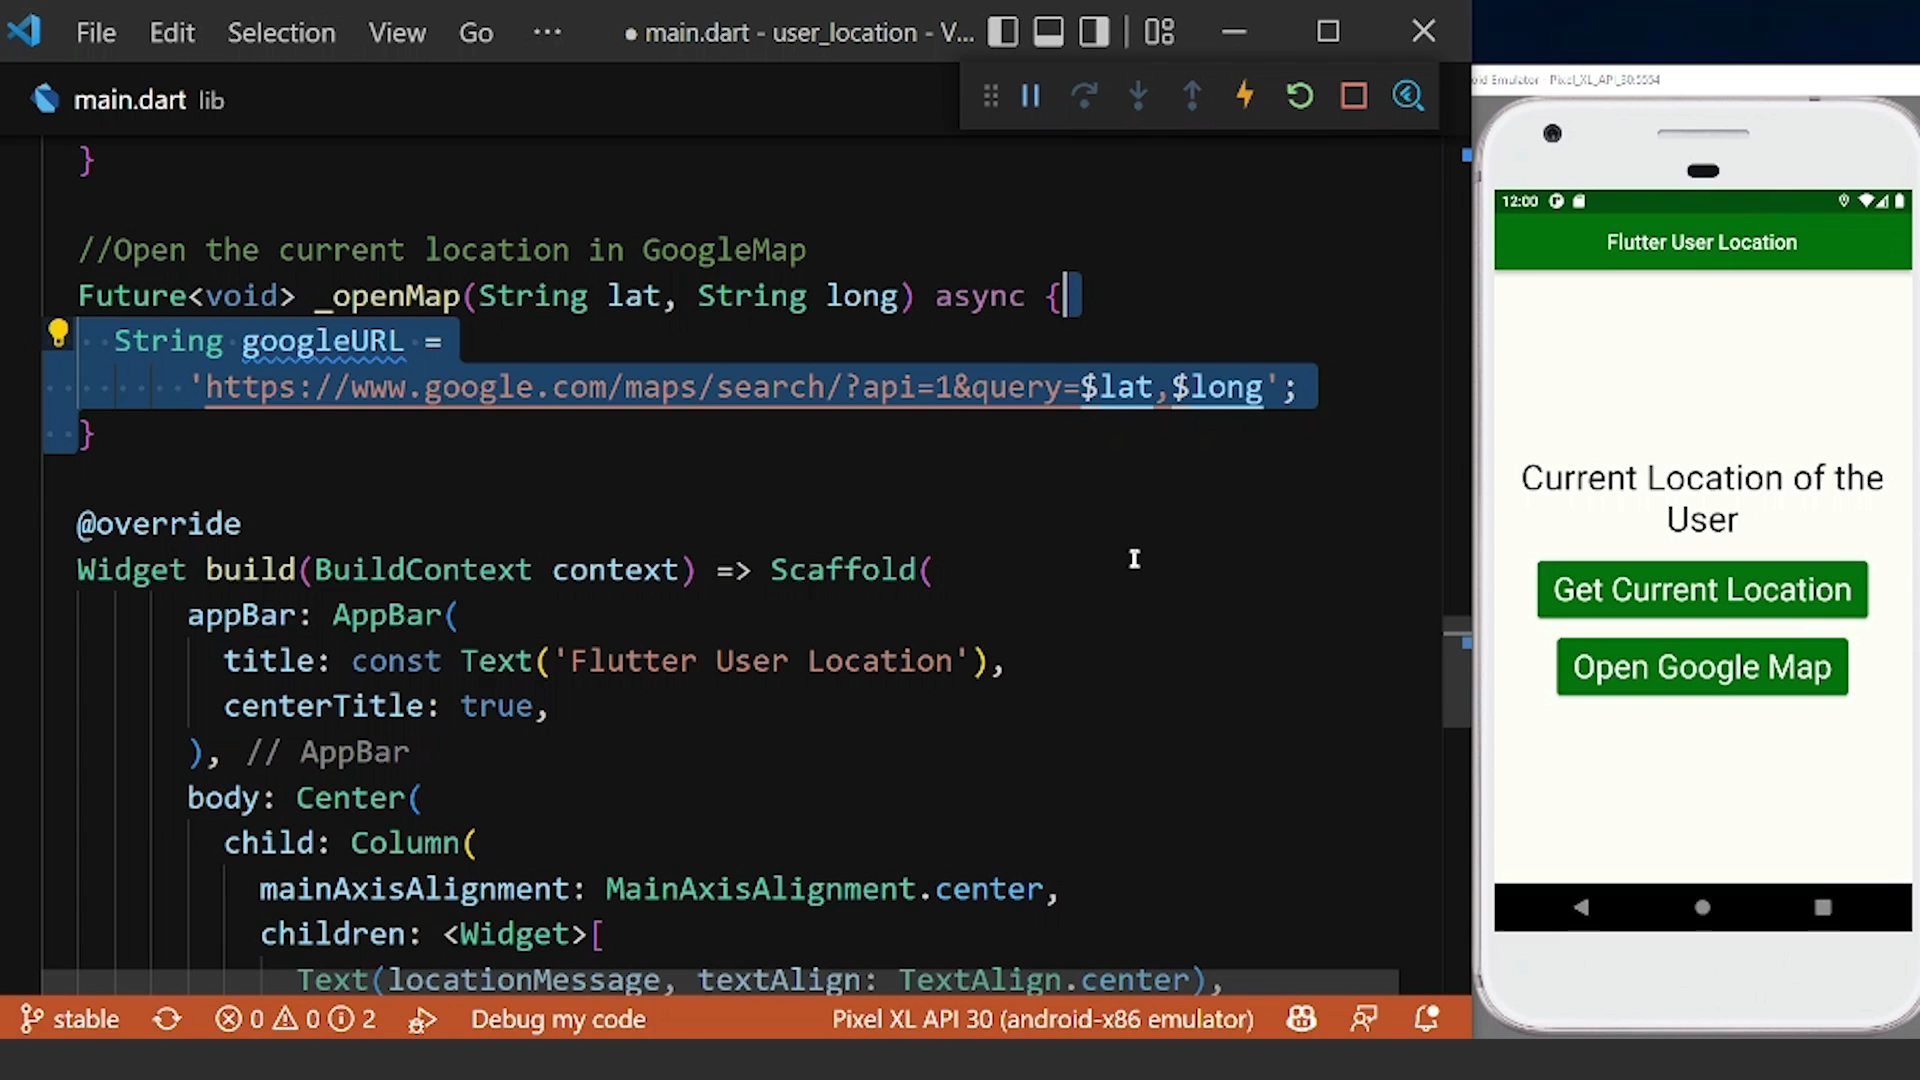 File Edit Selection View Go ··· ● main.dart - user_location - V...
main.dart lib
}
//Open the current location in GoogleMap
Future<void> _openMap(String lat, String long) async {
String googleURL =
'https://www.google.com/maps/search/?api=1&query=$lat,$long';
}
@override
Widget build(BuildContext context) => Scaffold(
appBar: AppBar(
title: const Text('Flutter User Location'),
centerTitle: true,
), // AppBar
body: Center(
child: Column(
mainAxisAlignment: MainAxisAlignment.center,
children: <Widget>[
Text(locationMessage, textAlign: TextAlign.center),
stable 0 0 2 Debug my code Pixel XL API 30 (android-x86 emulator)
oid Emulator - Pixel_XL_API_30:5554
12:00
Flutter User Location
Current Location of the
User
Get Current Location
Open Google Map